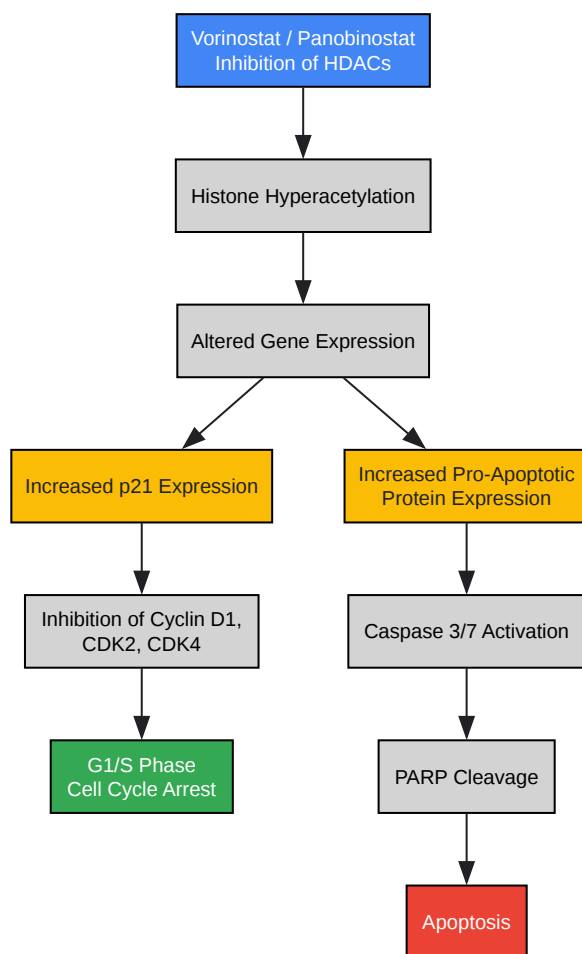 Vorinostat / Panobinostat
Inhibition of HDACs
Histone Hyperacetylation
Altered Gene Expression
Increased p21 Expression
Increased Pro-Apoptotic
Protein Expression
Inhibition of Cyclin D1,
CDK2, CDK4
Caspase 3/7 Activation
G1/S Phase
Cell Cycle Arrest
PARP Cleavage
Apoptosis